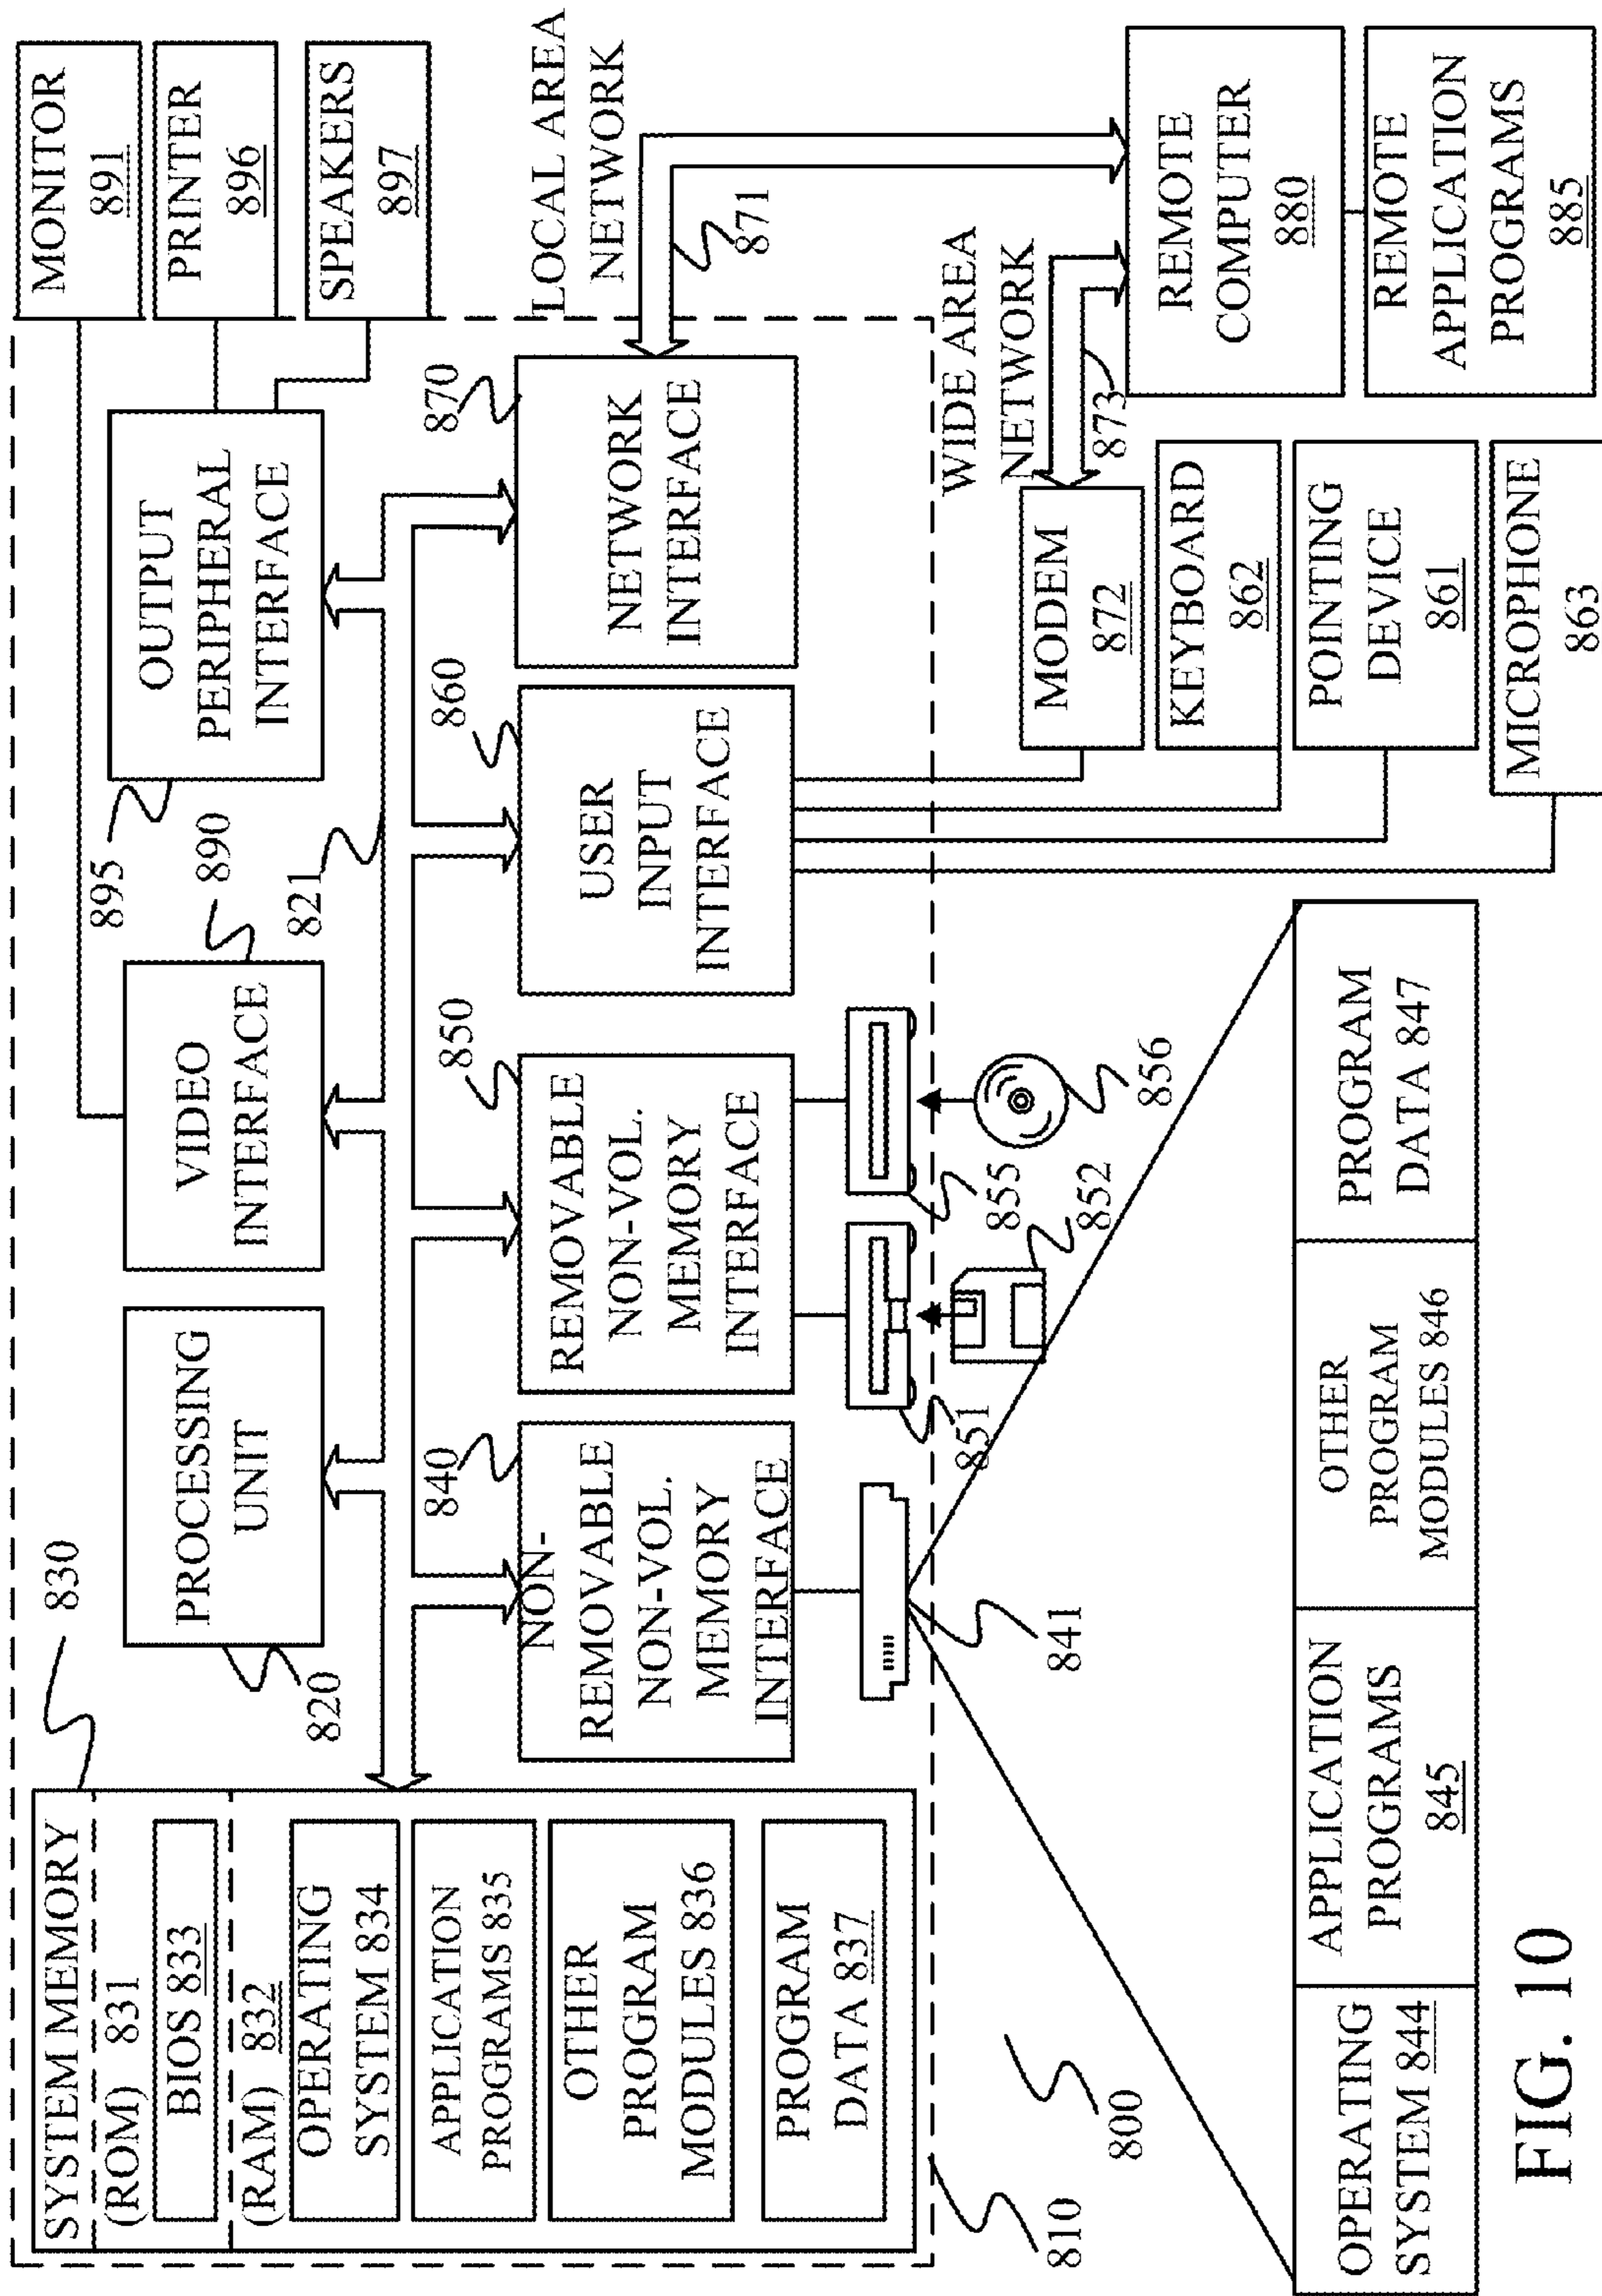 SYSTEM MEMORY
(ROM) 831
BIOS 833
(RAM) 832
OPERATING
SYSTEM 834
APPLICATION
PROGRAMS 835
OTHER
PROGRAM
MODULES 836
PROGRAM
DATA 837
830
820
PROCESSING
UNIT
VIDEO
INTERFACE
890
821
895
OUTPUT
PERIPHERAL
INTERFACE
MONITOR
891
PRINTER
896
SPEAKERS
897
840
NON-
REMOVABLE
NON-VOL.
MEMORY
INTERFACE
850
REMOVABLE
NON-VOL.
MEMORY
INTERFACE
860
USER
INPUT
INTERFACE
870
NETWORK
INTERFACE
LOCAL AREA
NETWORK
871
810
800
841
851
852
855
856
WIDE AREA
NETWORK
873
MODEM
872
KEYBOARD
862
POINTING
DEVICE
861
MICROPHONE
863
REMOTE
COMPUTER
880
REMOTE
APPLICATION
PROGRAMS
885
OPERATING
SYSTEM 844
APPLICATION
PROGRAMS
845
OTHER
PROGRAM
MODULES 846
PROGRAM
DATA 847
FIG. 10